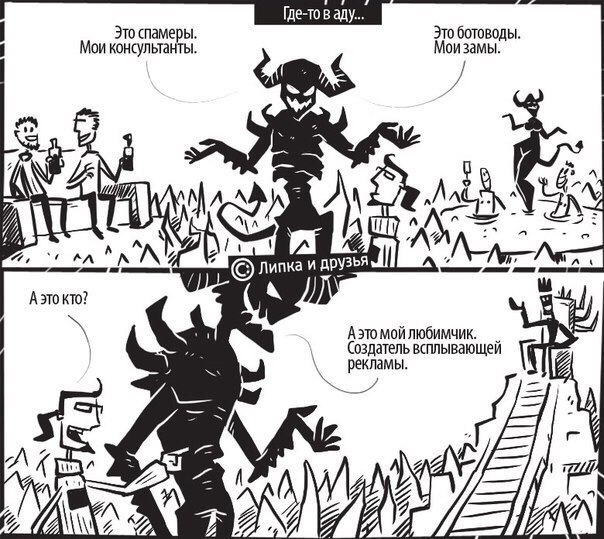 Где-то в аду...
Это спамеры.
Мои консультанты.
Это ботоводы.
Мои замы.
© Липка и друзья
А это кто?
А это мой любимчик.
Создатель всплывающей
рекламы.